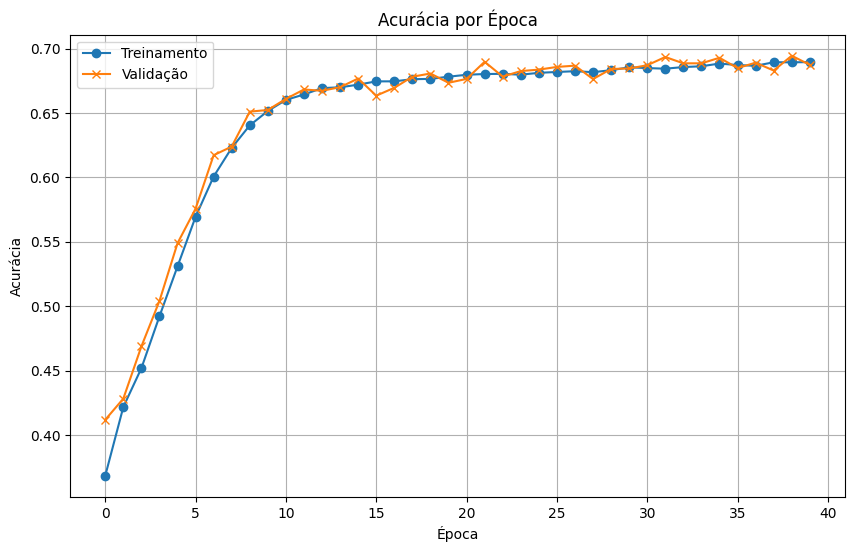 Acurácia por Época
Treinamento
Validação
0.70
0.65
0.60
0.55
0.50
0.45
0.40
Acurácia
0 5 10 15 20 25 30 35 40
Época